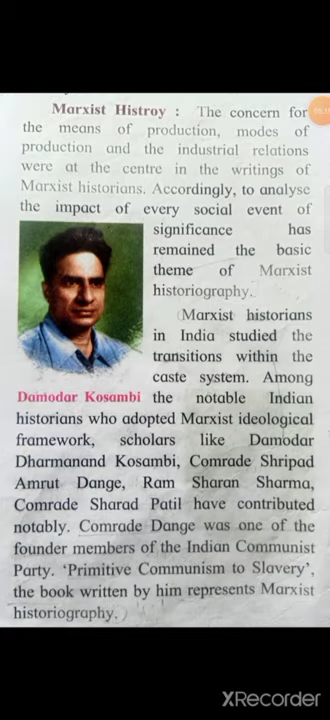 Marxist Histroy : The concern for
the means of production, modes of
production and the industrial relations
were at the centre in the writings of
Marxist historians. Accordingly, to analyse
the impact of every social event of
significance has
remained the basic
theme of Marxist
historiography.
Marxist historians
in India studied the
transitions within the
caste system. Among
Damodar Kosambi the notable Indian
historians who adopted Marxist ideological
framework, scholars like Damodar
Dharmanand Kosambi, Comrade Shripad
Amrut Dange, Ram Sharan Sharma,
Comrade Sharad Patil have contributed
notably. Comrade Dange was one of the
founder members of the Indian Communist
Party. ‘Primitive Communism to Slavery’,
the book written by him represents Marxist
historiography.
XRecorder